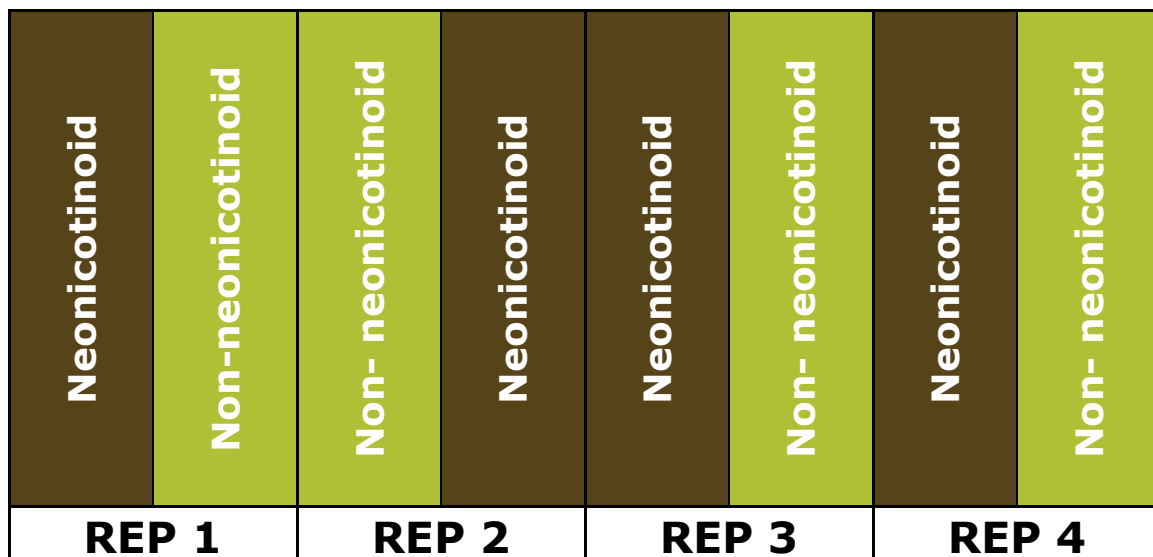 Neonicotinoid
Non-neonicotinoid
Non- neonicotinoid
Neonicotinoid
Neonicotinoid
Non- neonicotinoid
Neonicotinoid
Non- neonicotinoid
REP 1
REP 2
REP 3
REP 4